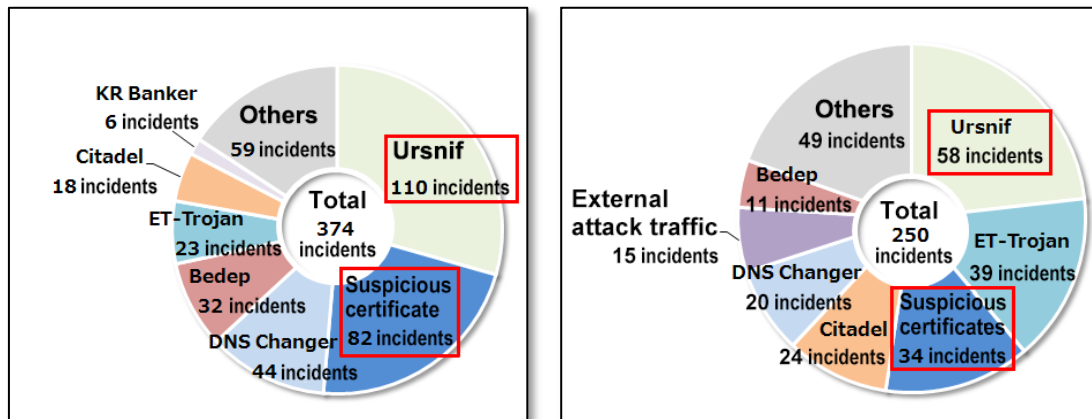 KR Banker
6 incidents
Others
59 incidents
Ursnif
110 incidents
Citadel
18 incidents
Total
374
incidents
ET-Trojan
23 incidents
Bedep
32 incidents
Suspicious
certificate
82 incidents
DNS Changer
44 incidents
Others
49 incidents
Ursnif
58 incidents
Bedep
11 incidents
External
attack traffic
15 incidents
Total
250
incidents
ET-Trojan
39 incidents
DNS Changer
20 incidents
Suspicious
certificates
34 incidents
Citadel
24 incidents